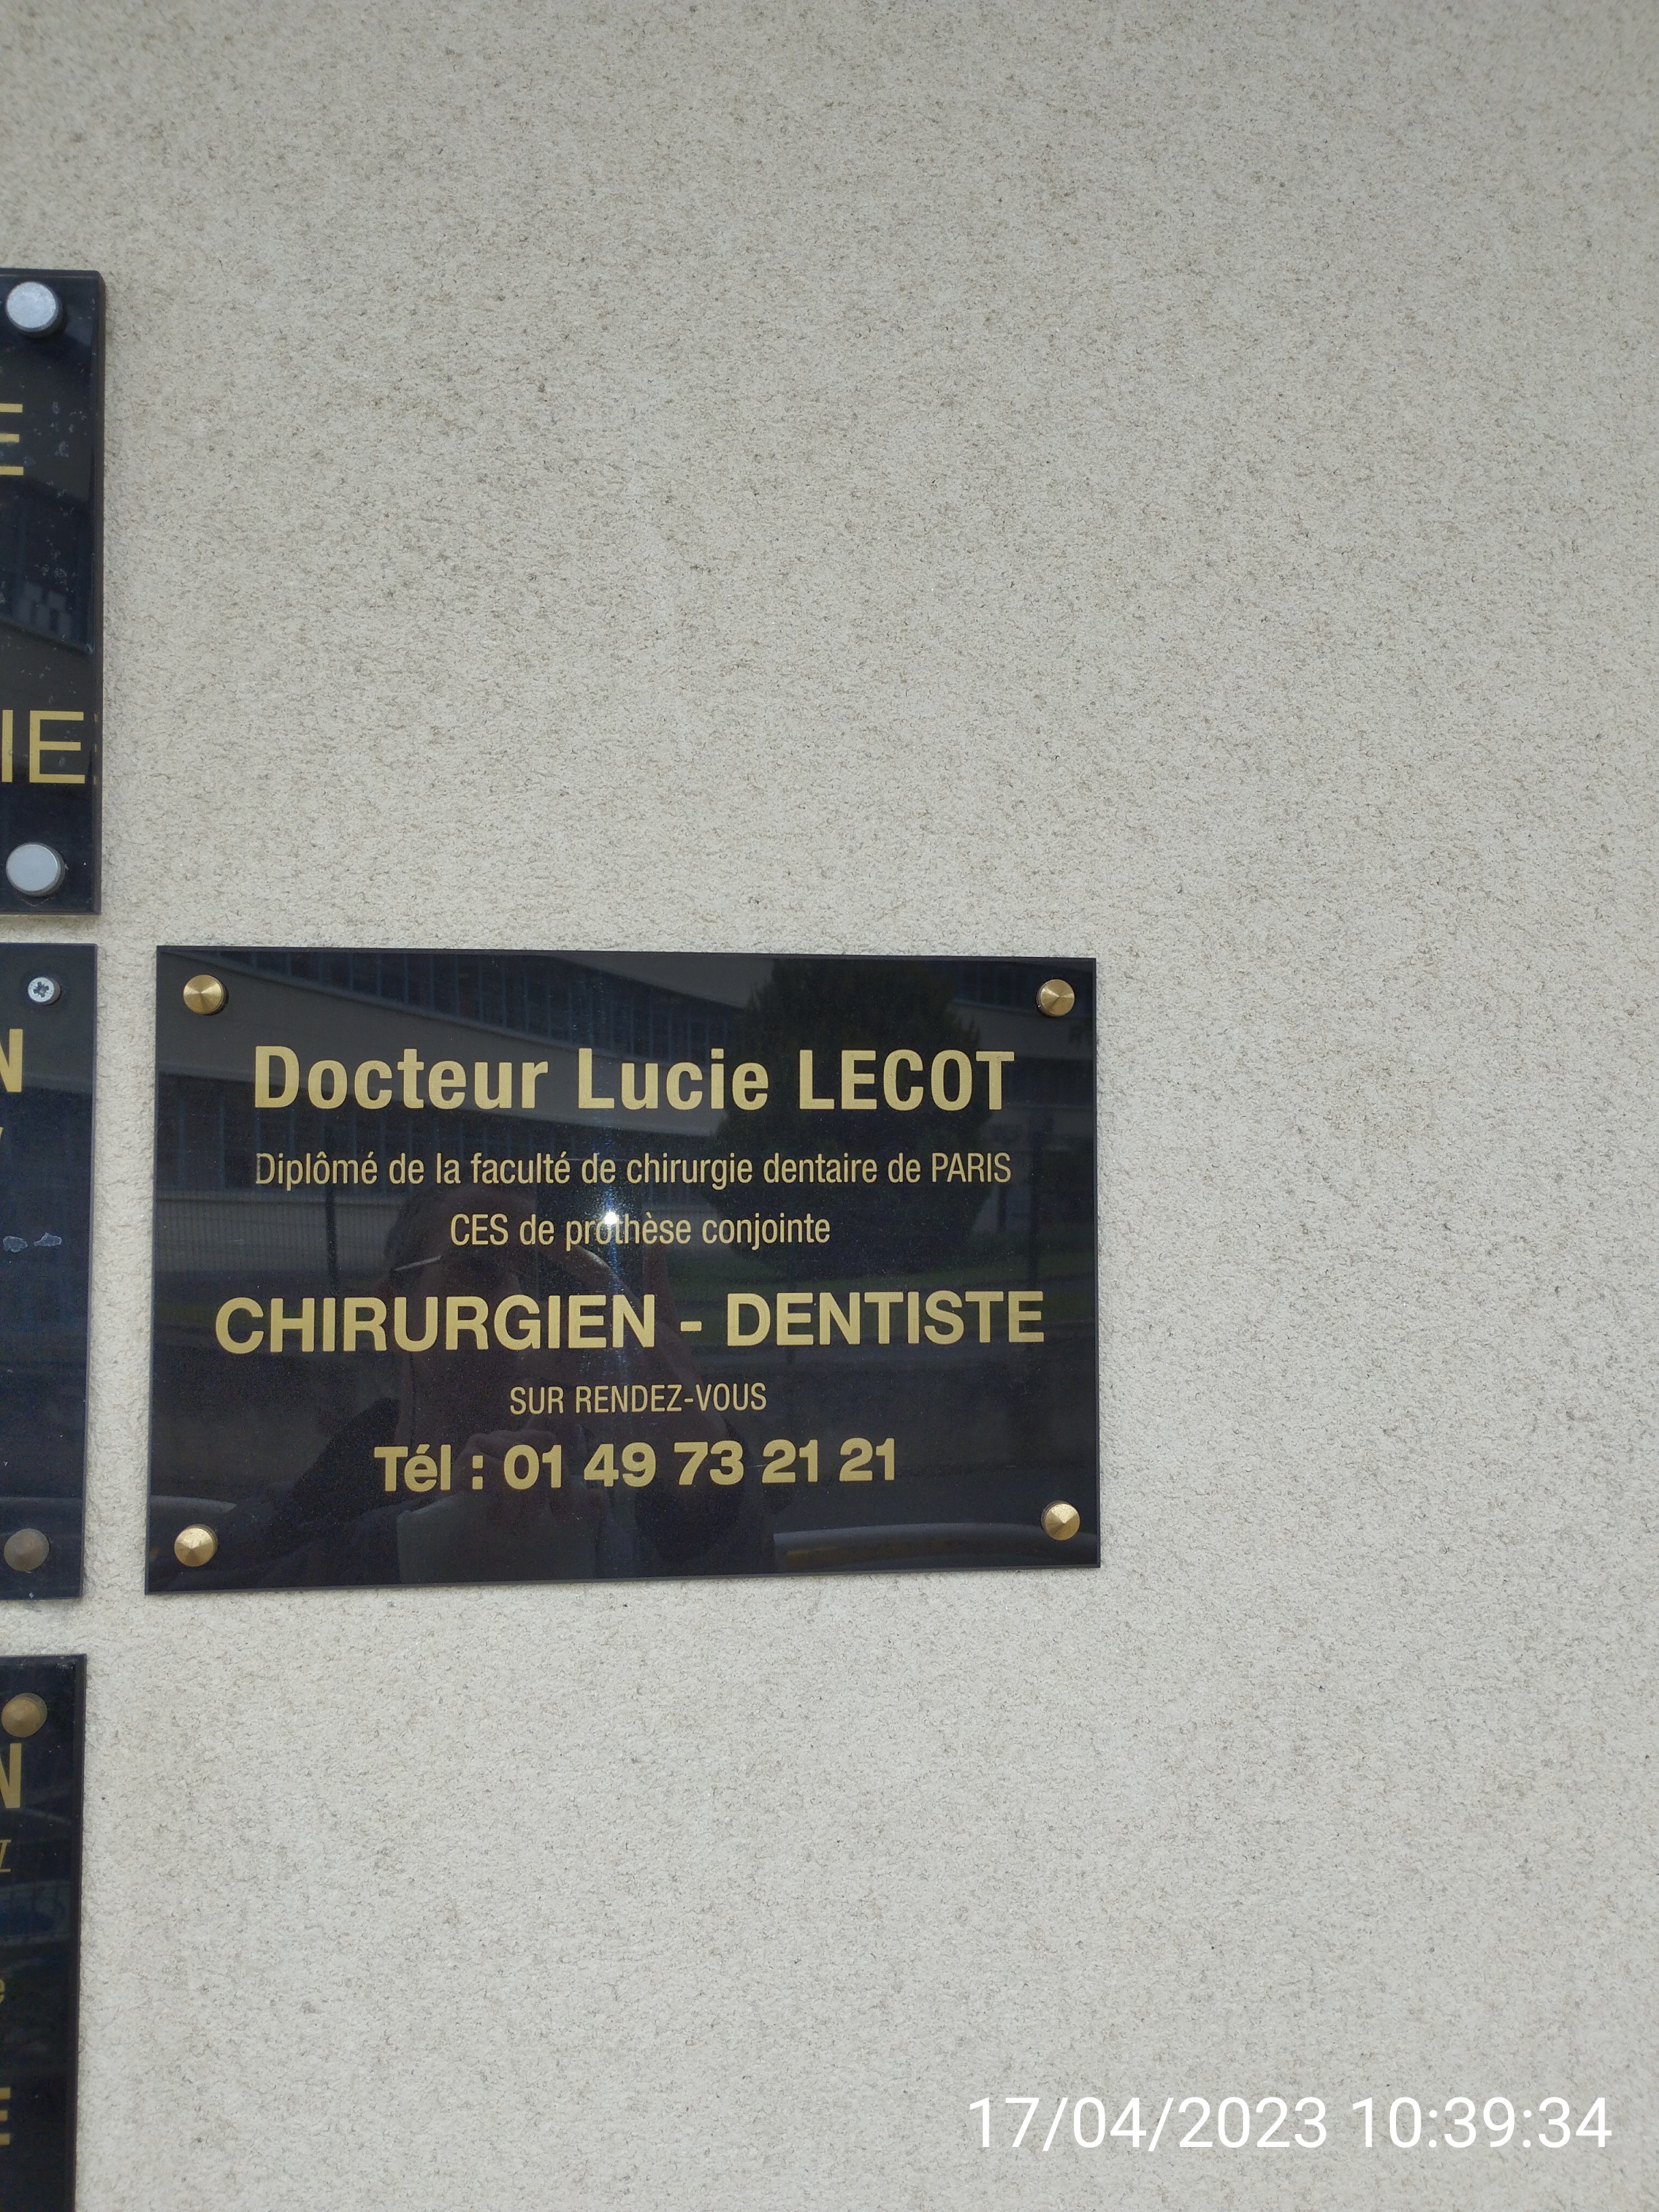 E
IE
N
Docteur Lucie LECOT
Diplômé de la faculté de chirurgie dentaire de PARIS
CES de prothèse conjointe
CHIRURGIEN - DENTISTE
SUR RENDEZ-VOUS
Tél : 01 49 73 21 21
N
e
E
17/04/2023 10:39:34